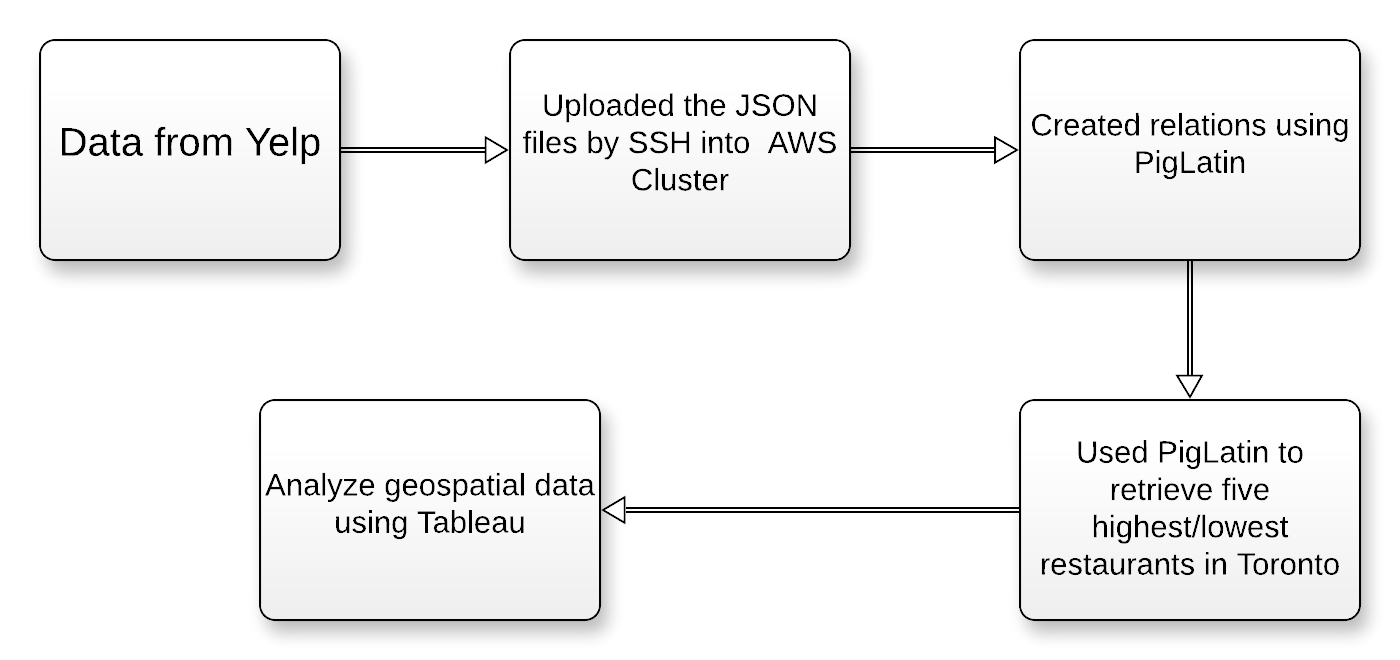 Data from Yelp
Uploaded the JSON
files by SSH into  AWS
Cluster
Created relations using
PigLatin
Used PigLatin to
retrieve five
highest/lowest
restaurants in Toronto
Analyze geospatial data
using Tableau